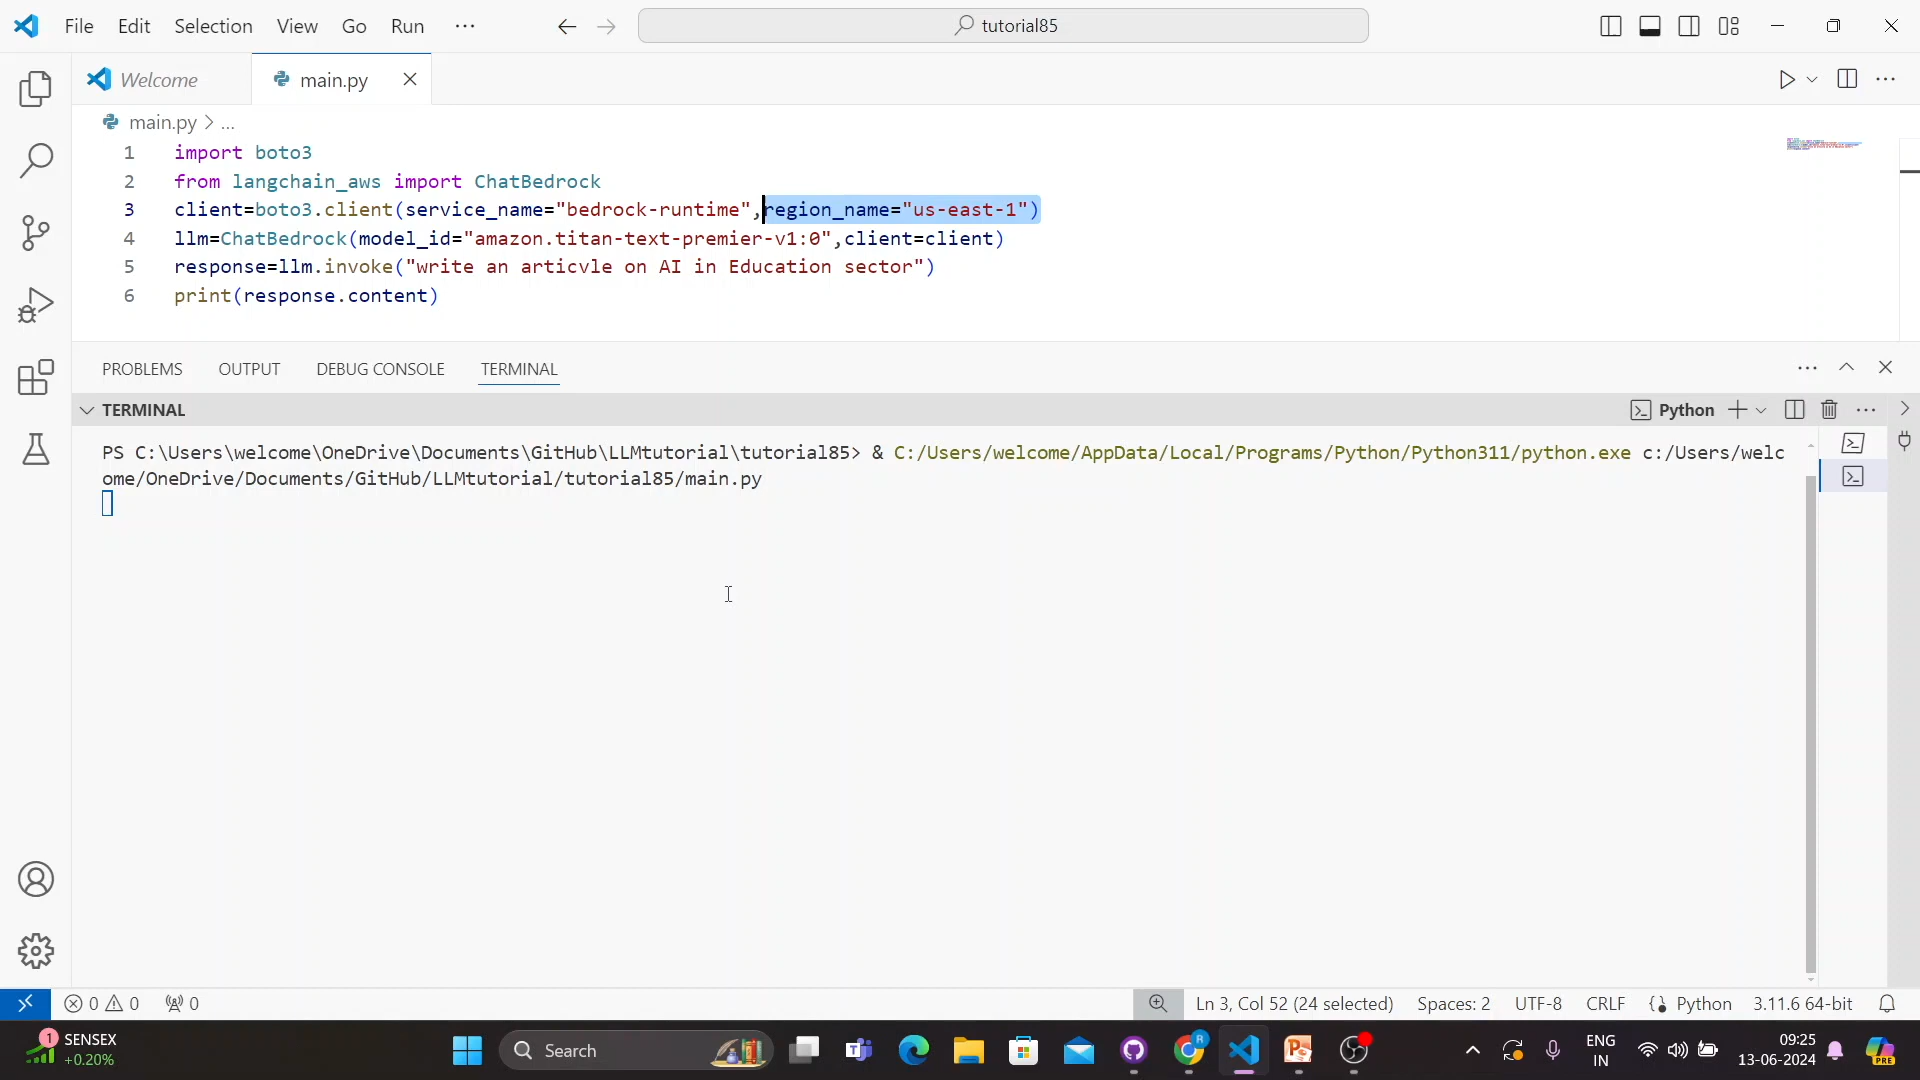 File Edit Selection View Go Run ... tutorial85
Welcome main.py
main.py > ...
1 import boto3
2 from langchain_aws import ChatBedrock
3 client=boto3.client(service_name="bedrock-runtime",region_name="us-east-1")
4 llm=ChatBedrock(model_id="amazon.titan-text-premier-v1:0",client=client)
5 response=llm.invoke("write an articvle on AI in Education sector")
6 print(response.content)
PROBLEMS OUTPUT DEBUG CONSOLE TERMINAL
TERMINAL Python
PS C:\Users\welcome\OneDrive\Documents\GitHub\LLMtutorial\tutorial85> & C:/Users/welcome/AppData/Local/Programs/Python/Python311/python.exe c:/Users/welc
ome/OneDrive/Documents/GitHub/LLMtutorial/tutorial85/main.py
0 0 0 Ln 3, Col 52 (24 selected) Spaces: 2 UTF-8 CRLF Python 3.11.6 64-bit
1 SENSEX
+0.20%
Search
R
ENG
IN
09:25
13-06-2024
PRE